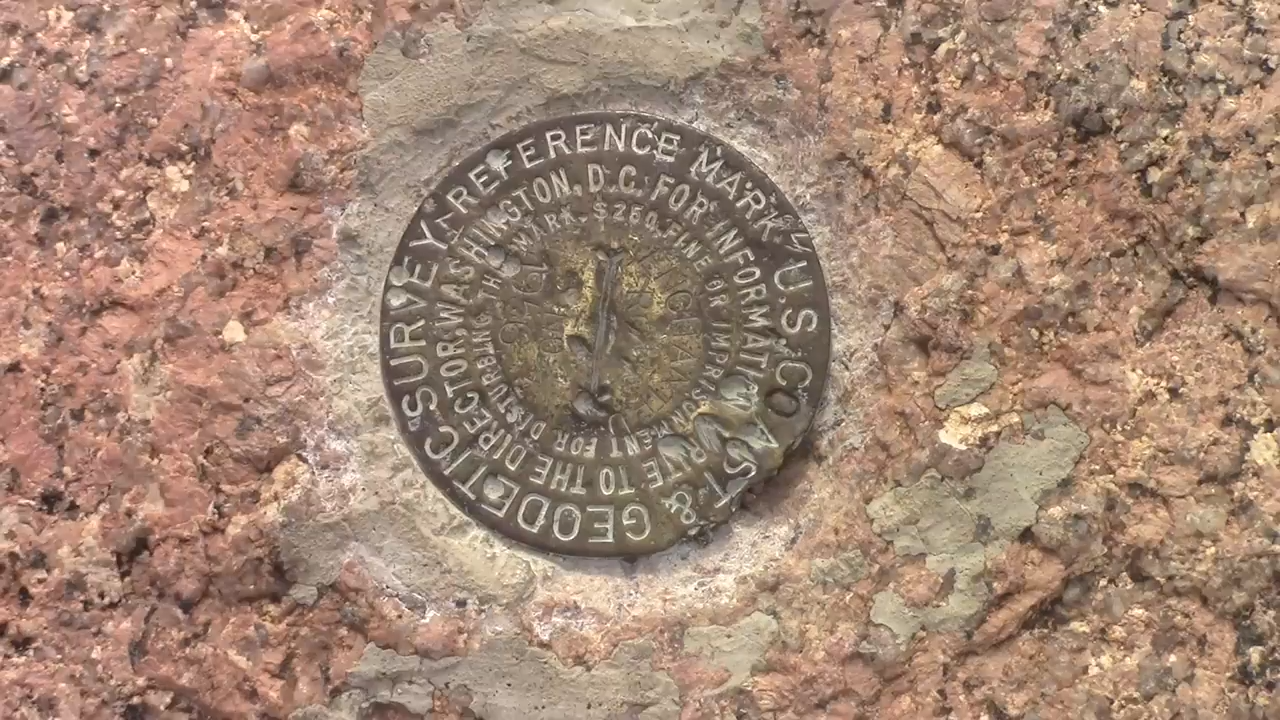 U.S. COAST & GEODETIC SURVEY REFERENCE MARK
FOR INFORMATION WRITE TO THE DIRECTOR, WASHINGTON, D.C.
$250 FINE OR IMPRISONMENT FOR DISTURBING THIS MARK.